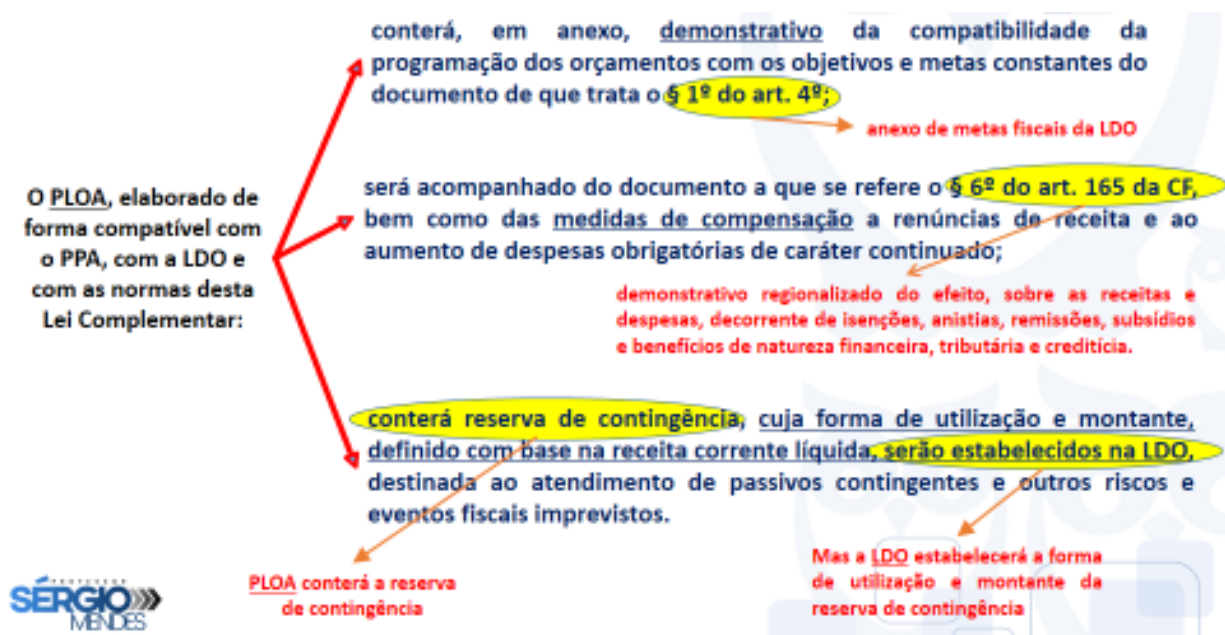 conterá, em anexo, demonstrativo da compatibilidade da
programação dos orçamentos com os objetivos e metas constantes do
documento de que trata o § 1º do art. 4º;
anexo de metas fiscais da LDO
O PLOA, elaborado de
forma compatível com
o PPA, com a LDO e
com as normas desta
Lei Complementar:
será acompanhado do documento a que se refere o § 6º do art. 165 da CF,
bem como das medidas de compensação a renúncias de receita e ao
aumento de despesas obrigatórias de caráter continuado;
demonstrativo regionalizado do efeito, sobre as receitas e
despesas, decorrente de isenções, anistias, remissões, subsídios
e benefícios de natureza financeira, tributária e creditícia.
conterá reserva de contingência, cuja forma de utilização e montante,
definido com base na receita corrente líquida, serão estabelecidos na LDO,
destinada ao atendimento de passivos contingentes e outros riscos e
eventos fiscais imprevistos.
PLOA conterá a reserva
de contingência
Mas a LDO estabelecerá a forma
de utilização e montante da
reserva de contingência
PROFESSOR
SÉRGIO
MENDES